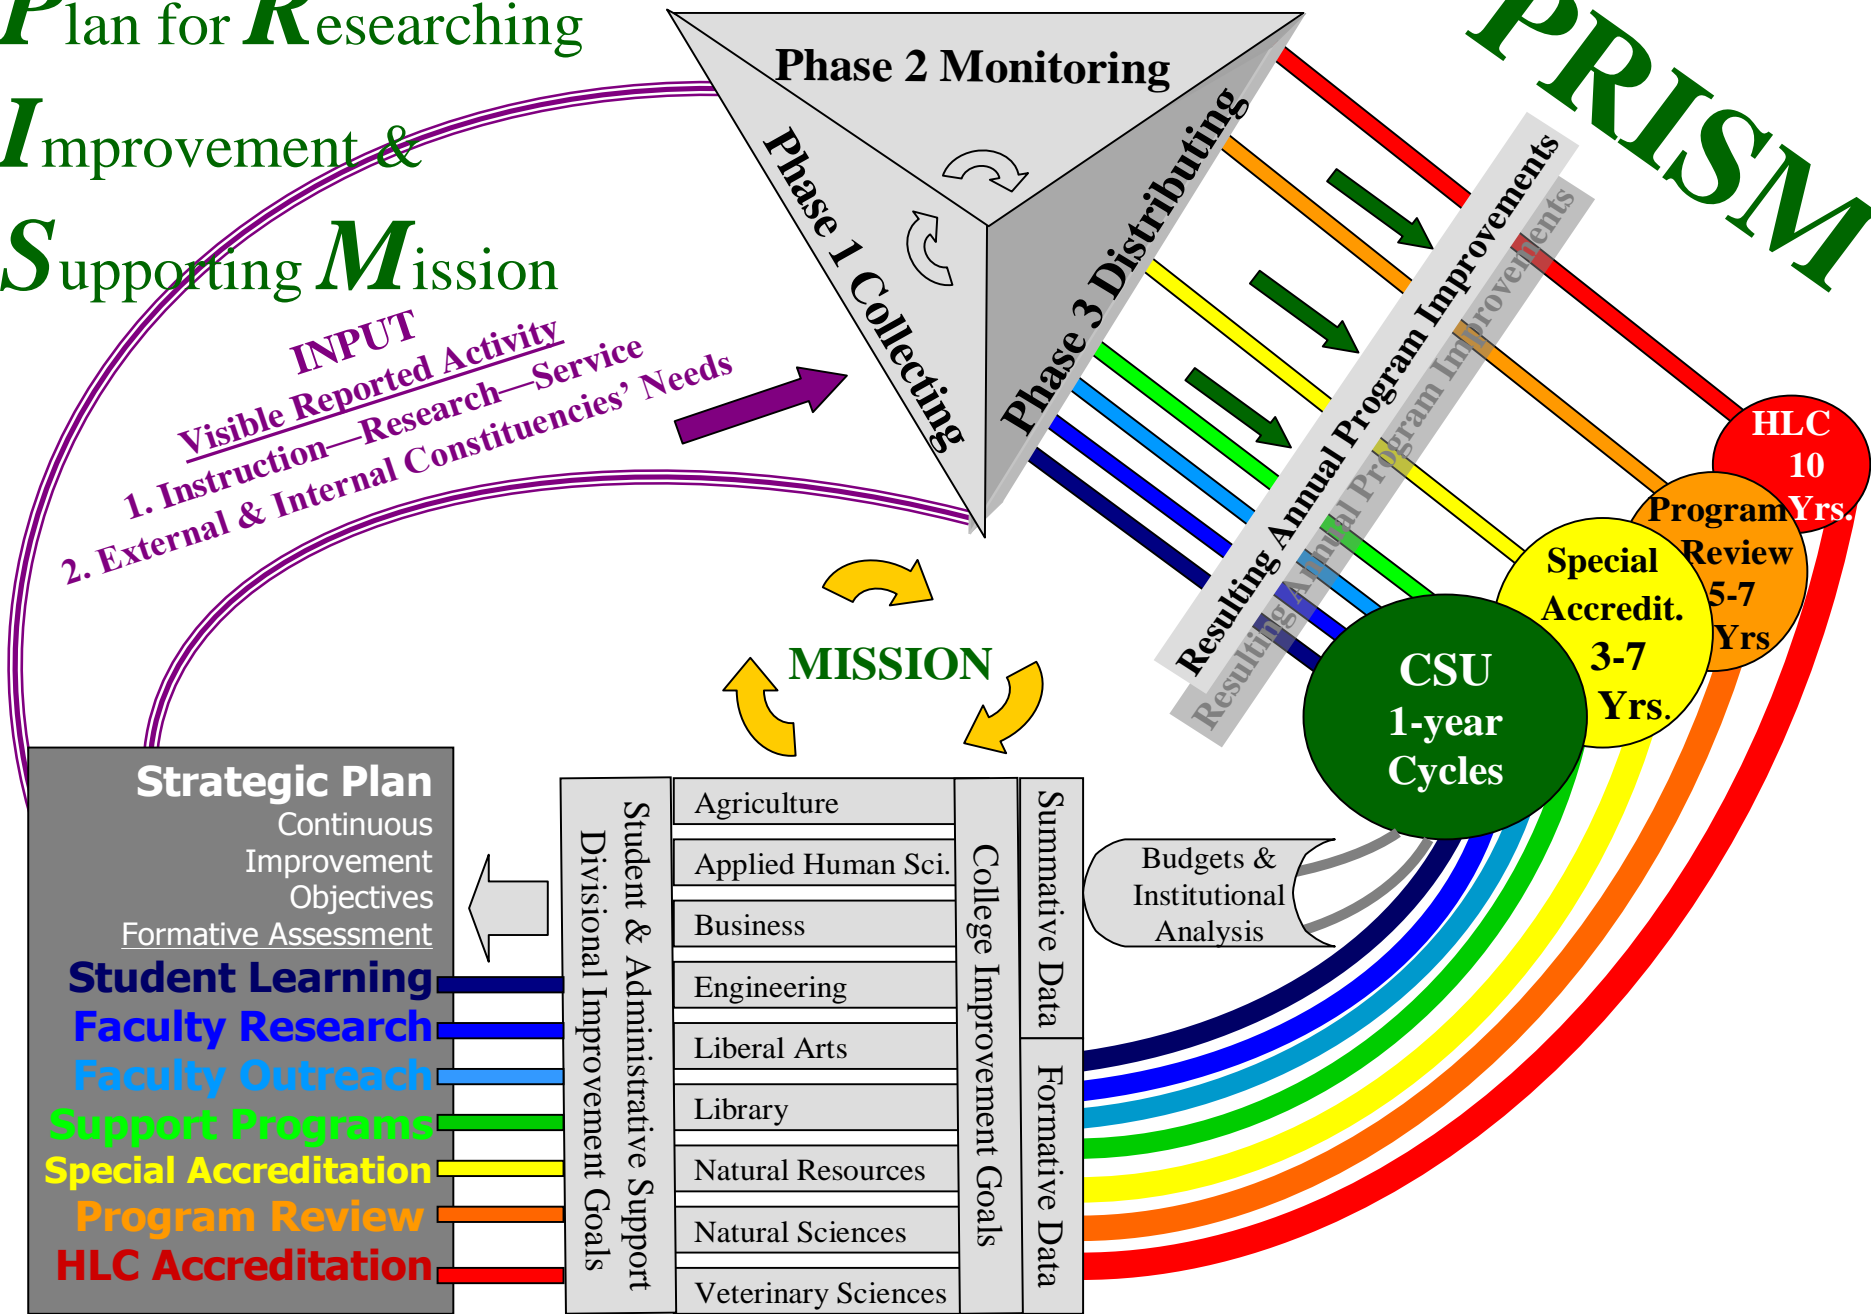 Plan for Researching
Improvement &
Supporting Mission
PRISM
Phase 2 Monitoring
Phase 1 Collecting
Phase 3 Distributing
INPUT
Visible Reported Activity
1. Instruction—Research—Service
2. External & Internal Constituencies’ Needs
Resulting Annual Program Improvements
Resulting Annual Program Improvements
HLC
10
Yrs.
Program
Review
5-7
Yrs
Special
Accredit.
3-7
Yrs.
CSU
1-year
Cycles
MISSION
Strategic Plan
Continuous
Improvement
Objectives
Formative Assessment
Student Learning
Faculty Research
Faculty Outreach
Support Programs
Special Accreditation
Program Review
HLC Accreditation
Student & Administrative Support
Divisional Improvement Goals
Agriculture
Applied Human Sci.
Business
Engineering
Liberal Arts
Library
Natural Resources
Natural Sciences
Veterinary Sciences
College Improvement Goals
Summative Data
Formative Data
Budgets &
Institutional
Analysis